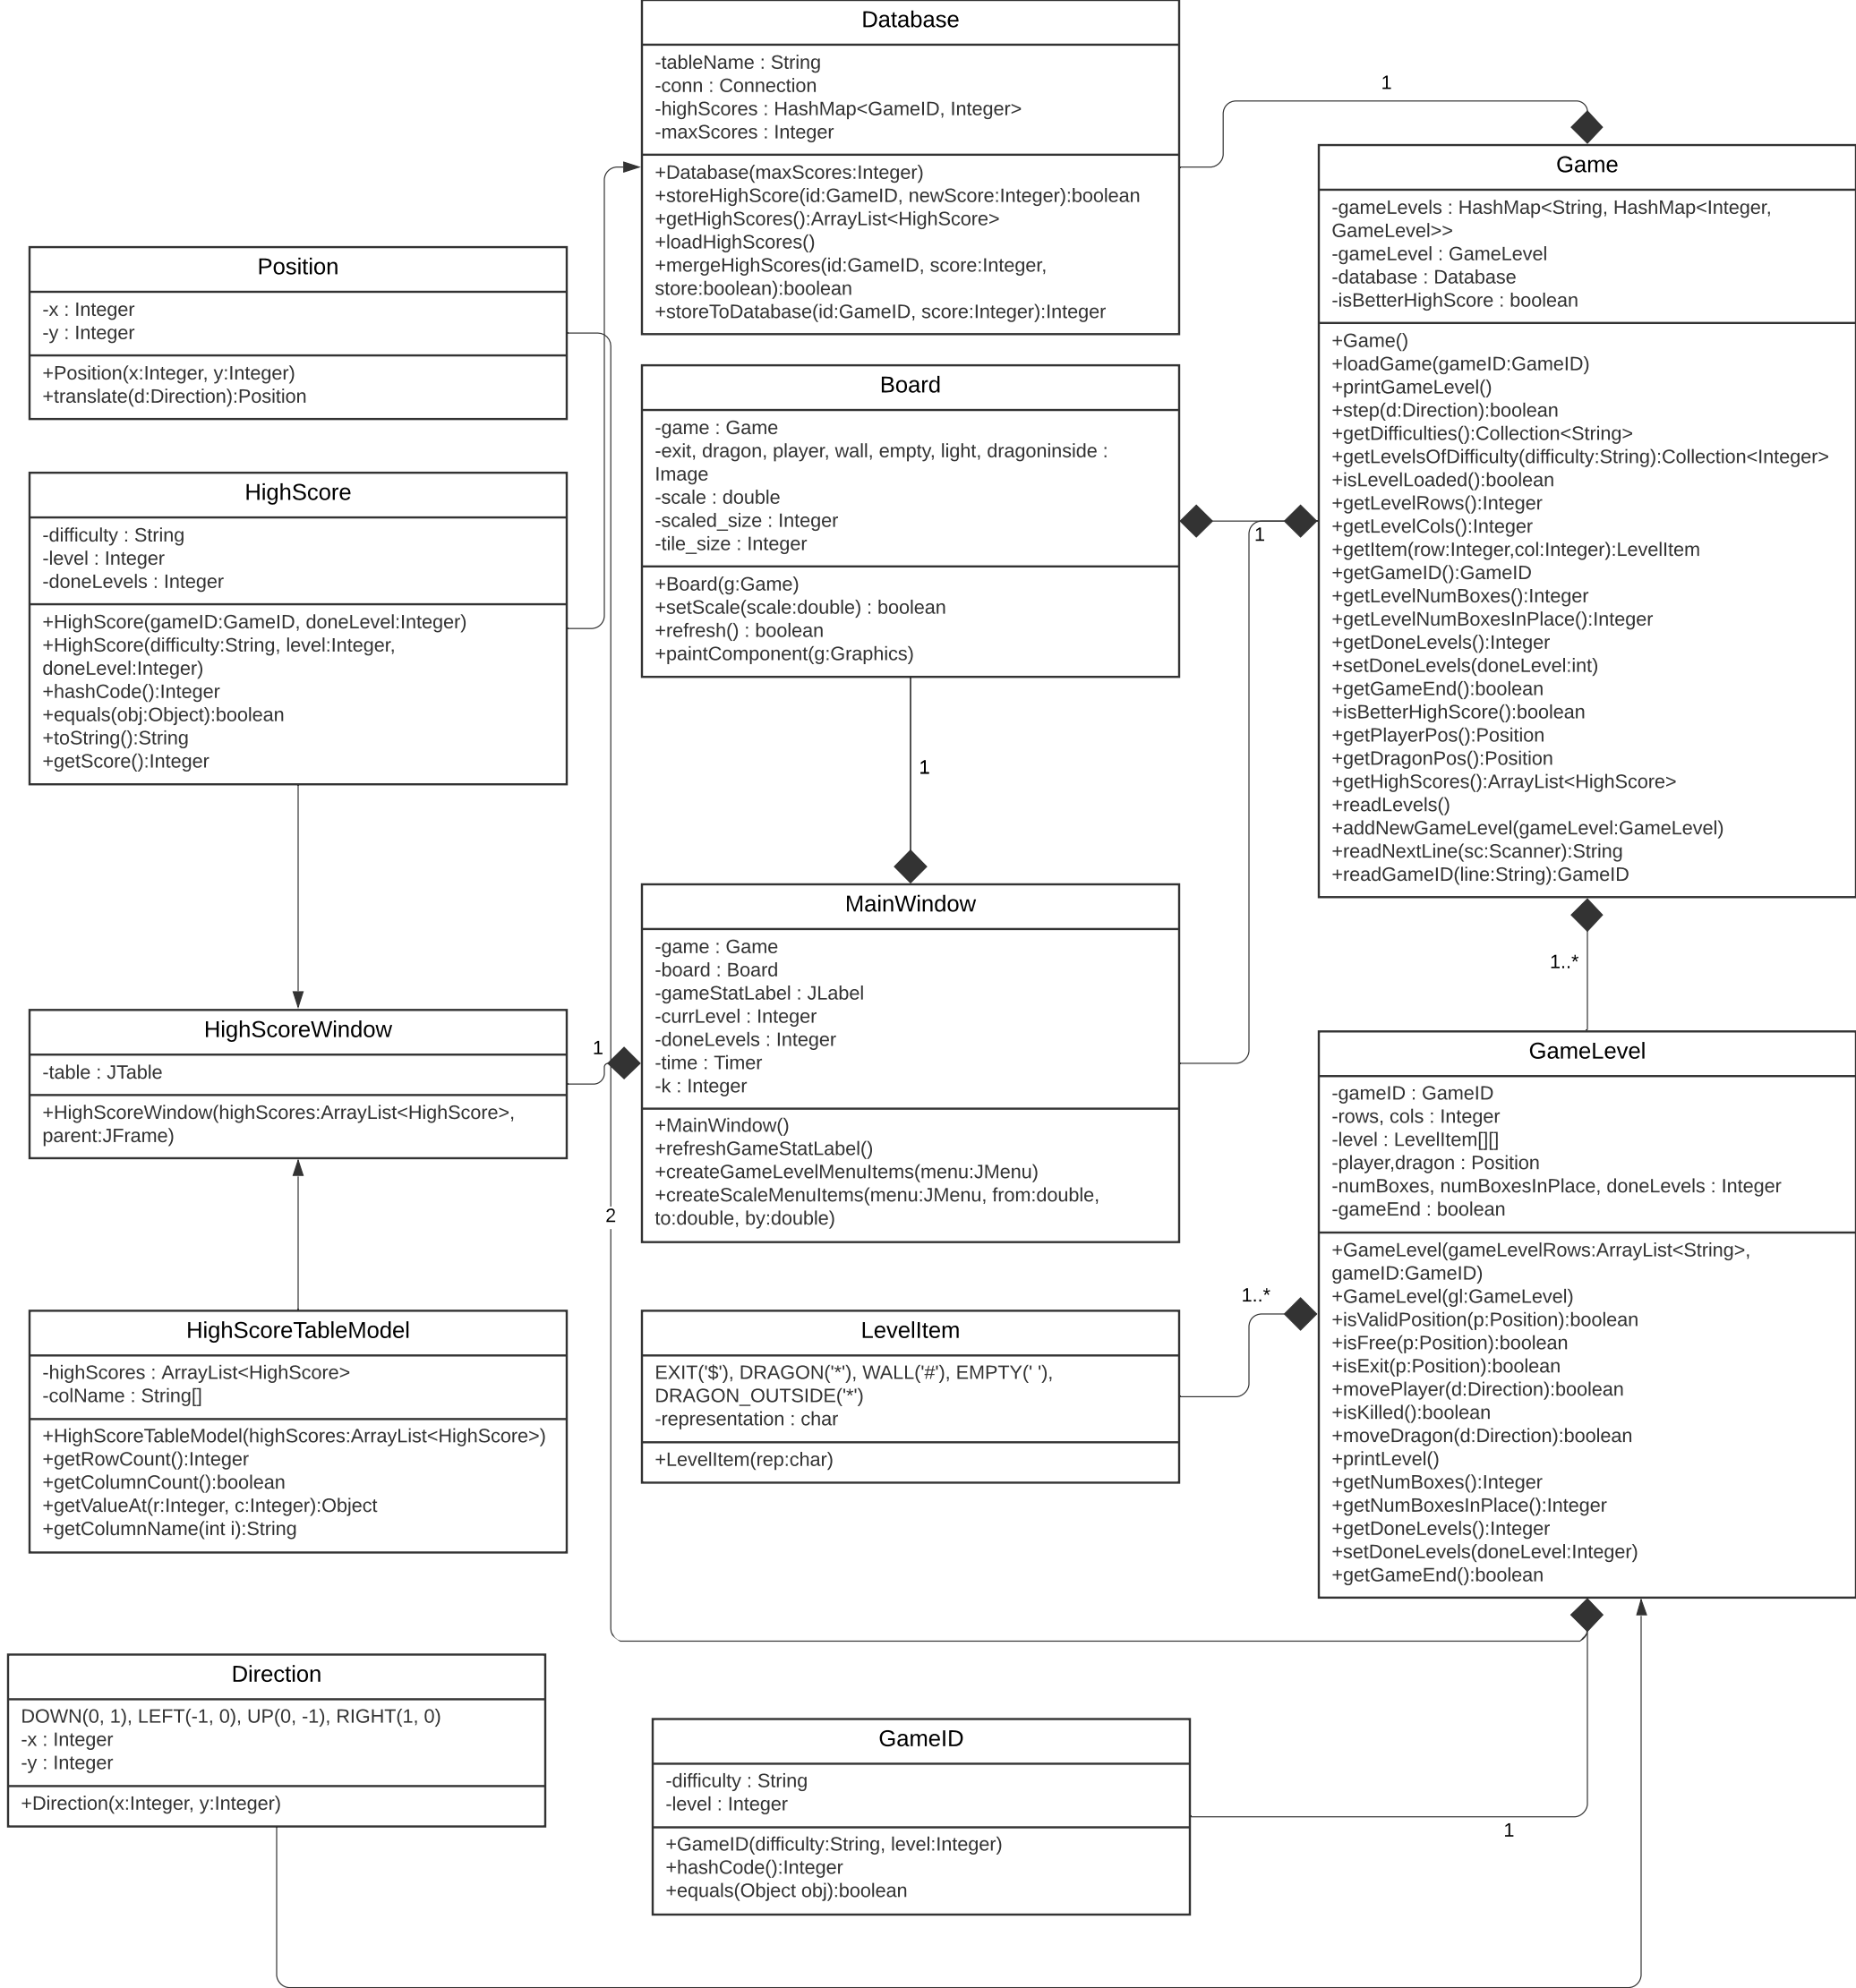 Database
-tableName : String
-conn : Connection
-highScores : HashMap<GameID, Integer>
-maxScores : Integer
+Database(maxScores:Integer)
+storeHighScore(id:GameID, newScore:Integer):boolean
+getHighScores():ArrayList<HighScore>
+loadHighScores()
+mergeHighScores(id:GameID, score:Integer,
store:boolean):boolean
+storeToDatabase(id:GameID, score:Integer):Integer
1
Game
-gameLevels : HashMap<String, HashMap<Integer,
GameLevel>>
-gameLevel : GameLevel
-database : Database
-isBetterHighScore : boolean
+Game()
+loadGame(gameID:GameID)
+printGameLevel()
+step(d:Direction):boolean
+getDifficulties():Collection<String>
+getLevelsOfDifficulty(difficulty:String):Collection<Integer>
+isLevelLoaded():boolean
+getLevelRows():Integer
+getLevelCols():Integer
+getItem(row:Integer,col:Integer):LevelItem
+getGameID():GameID
+getLevelNumBoxes():Integer
+getLevelNumBoxesInPlace():Integer
+getDoneLevels():Integer
+setDoneLevels(doneLevel:int)
+getGameEnd():boolean
+isBetterHighScore():boolean
+getPlayerPos():Position
+getDragonPos():Position
+getHighScores():ArrayList<HighScore>
+readLevels()
+addNewGameLevel(gameLevel:GameLevel)
+readNextLine(sc:Scanner):String
+readGameID(line:String):GameID
Position
-x : Integer
-y : Integer
+Position(x:Integer, y:Integer)
+translate(d:Direction):Position
Board
-game : Game
-exit, dragon, player, wall, empty, light, dragoninside :
Image
-scale : double
-scaled_size : Integer
-tile_size : Integer
+Board(g:Game)
+setScale(scale:double) : boolean
+refresh() : boolean
+paintComponent(g:Graphics)
1
1
HighScore
-difficulty : String
-level : Integer
-doneLevels : Integer
+HighScore(gameID:GameID, doneLevel:Integer)
+HighScore(difficulty:String, level:Integer,
doneLevel:Integer)
+hashCode():Integer
+equals(obj:Object):boolean
+toString():String
+getScore():Integer
MainWindow
-game : Game
-board : Board
-gameStatLabel : JLabel
-currLevel : Integer
-doneLevels : Integer
-time : Timer
-k : Integer
+MainWindow()
+refreshGameStatLabel()
+createGameLevelMenuItems(menu:JMenu)
+createScaleMenuItems(menu:JMenu, from:double,
to:double, by:double)
1..*
HighScoreWindow
-table : JTable
+HighScoreWindow(highScores:ArrayList<HighScore>,
parent:JFrame)
1
2
GameLevel
-gameID : GameID
-rows, cols : Integer
-level : LevelItem[][]
-player,dragon : Position
-numBoxes, numBoxesInPlace, doneLevels : Integer
-gameEnd : boolean
+GameLevel(gameLevelRows:ArrayList<String>,
gameID:GameID)
+GameLevel(gl:GameLevel)
+isValidPosition(p:Position):boolean
+isFree(p:Position):boolean
+isExit(p:Position):boolean
+movePlayer(d:Direction):boolean
+isKilled():boolean
+moveDragon(d:Direction):boolean
+printLevel()
+getNumBoxes():Integer
+getNumBoxesInPlace():Integer
+getDoneLevels():Integer
+setDoneLevels(doneLevel:Integer)
+getGameEnd():boolean
1..*
HighScoreTableModel
-highScores : ArrayList<HighScore>
-colName : String[]
+HighScoreTableModel(highScores:ArrayList<HighScore>)
+getRowCount():Integer
+getColumnCount():boolean
+getValueAt(r:Integer, c:Integer):Object
+getColumnName(int i):String
LevelItem
EXIT('$'), DRAGON('*'), WALL('#'), EMPTY(' '),
DRAGON_OUTSIDE('*')
-representation : char
+LevelItem(rep:char)
Direction
DOWN(0, 1), LEFT(-1, 0), UP(0, -1), RIGHT(1, 0)
-x : Integer
-y : Integer
+Direction(x:Integer, y:Integer)
GameID
-difficulty : String
-level : Integer
+GameID(difficulty:String, level:Integer)
+hashCode():Integer
+equals(Object obj):boolean
1